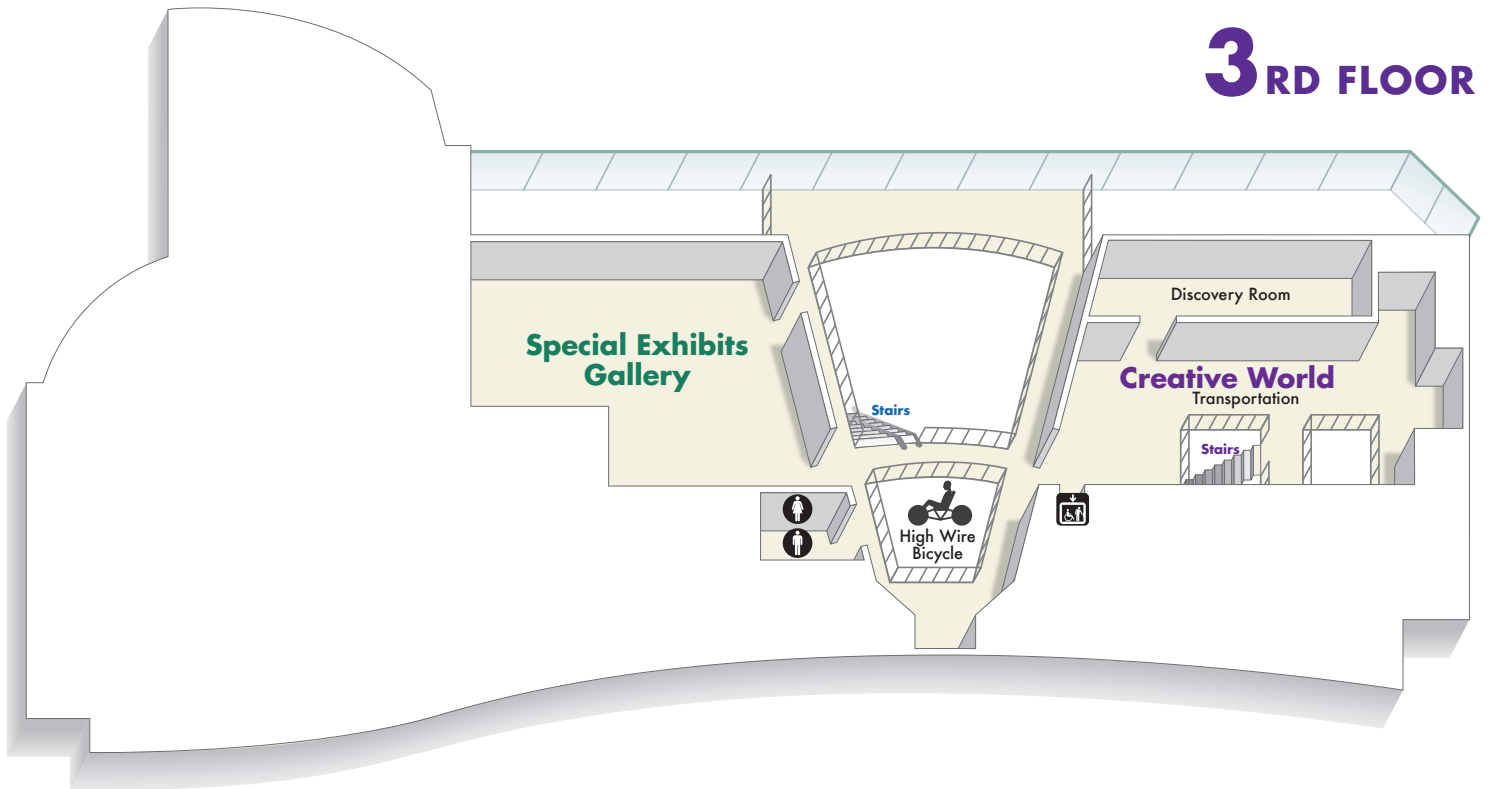 3RD FLOOR
Discovery Room
Special Exhibits
Gallery
Creative World
Transportation
Stairs
Stairs
High Wire
Bicycle